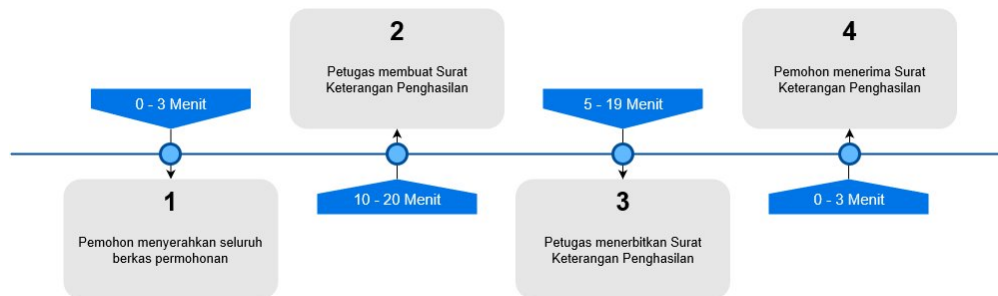 0 - 3 Menit
1
Pemohon menyerahkan seluruh
berkas permohonan
2
Petugas membuat Surat
Keterangan Penghasilan
10 - 20 Menit
5 - 19 Menit
3
Petugas menerbitkan Surat
Keterangan Penghasilan
4
Pemohon menerima Surat
Keterangan Penghasilan
0 - 3 Menit